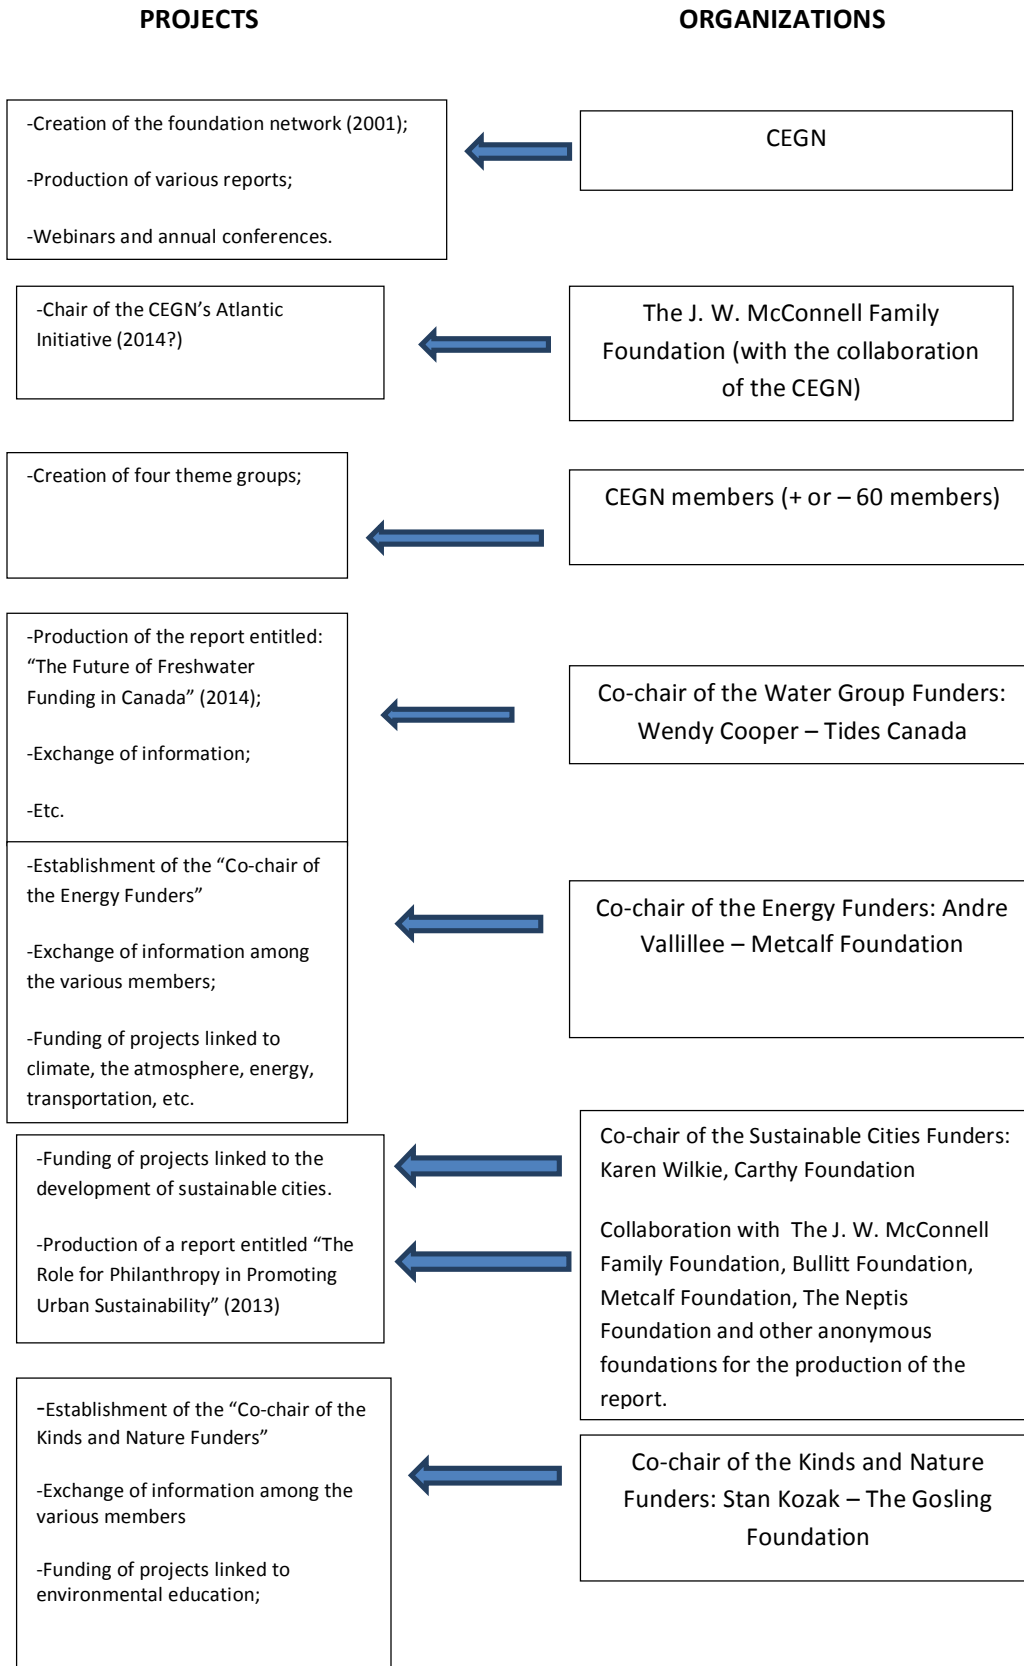 PROJECTS
ORGANIZATIONS
-Creation of the foundation network (2001);
-Production of various reports;
-Webinars and annual conferences.
CEGN
-Chair of the CEGN’s Atlantic
Initiative (2014?)
The J. W. McConnell Family
Foundation (with the collaboration
of the CEGN)
-Creation of four theme groups;
CEGN members (+ or – 60 members)
-Production of the report entitled:
“The Future of Freshwater
Funding in Canada” (2014);
-Exchange of information;
-Etc.
Co-chair of the Water Group Funders:
Wendy Cooper – Tides Canada
-Establishment of the “Co-chair of
the Energy Funders”
-Exchange of information among
the various members;
-Funding of projects linked to
climate, the atmosphere, energy,
transportation, etc.
Co-chair of the Energy Funders: Andre
Vallillee – Metcalf Foundation
-Funding of projects linked to the
development of sustainable cities.
-Production of a report entitled “The
Role for Philanthropy in Promoting
Urban Sustainability” (2013)
Co-chair of the Sustainable Cities Funders:
Karen Wilkie, Carthy Foundation
Collaboration with The J. W. McConnell
Family Foundation, Bullitt Foundation,
Metcalf Foundation, The Neptis
Foundation and other anonymous
foundations for the production of the
report.
-Establishment of the “Co-chair of the
Kinds and Nature Funders”
-Exchange of information among the
various members
-Funding of projects linked to
environmental education;
Co-chair of the Kinds and Nature
Funders: Stan Kozak – The Gosling
Foundation